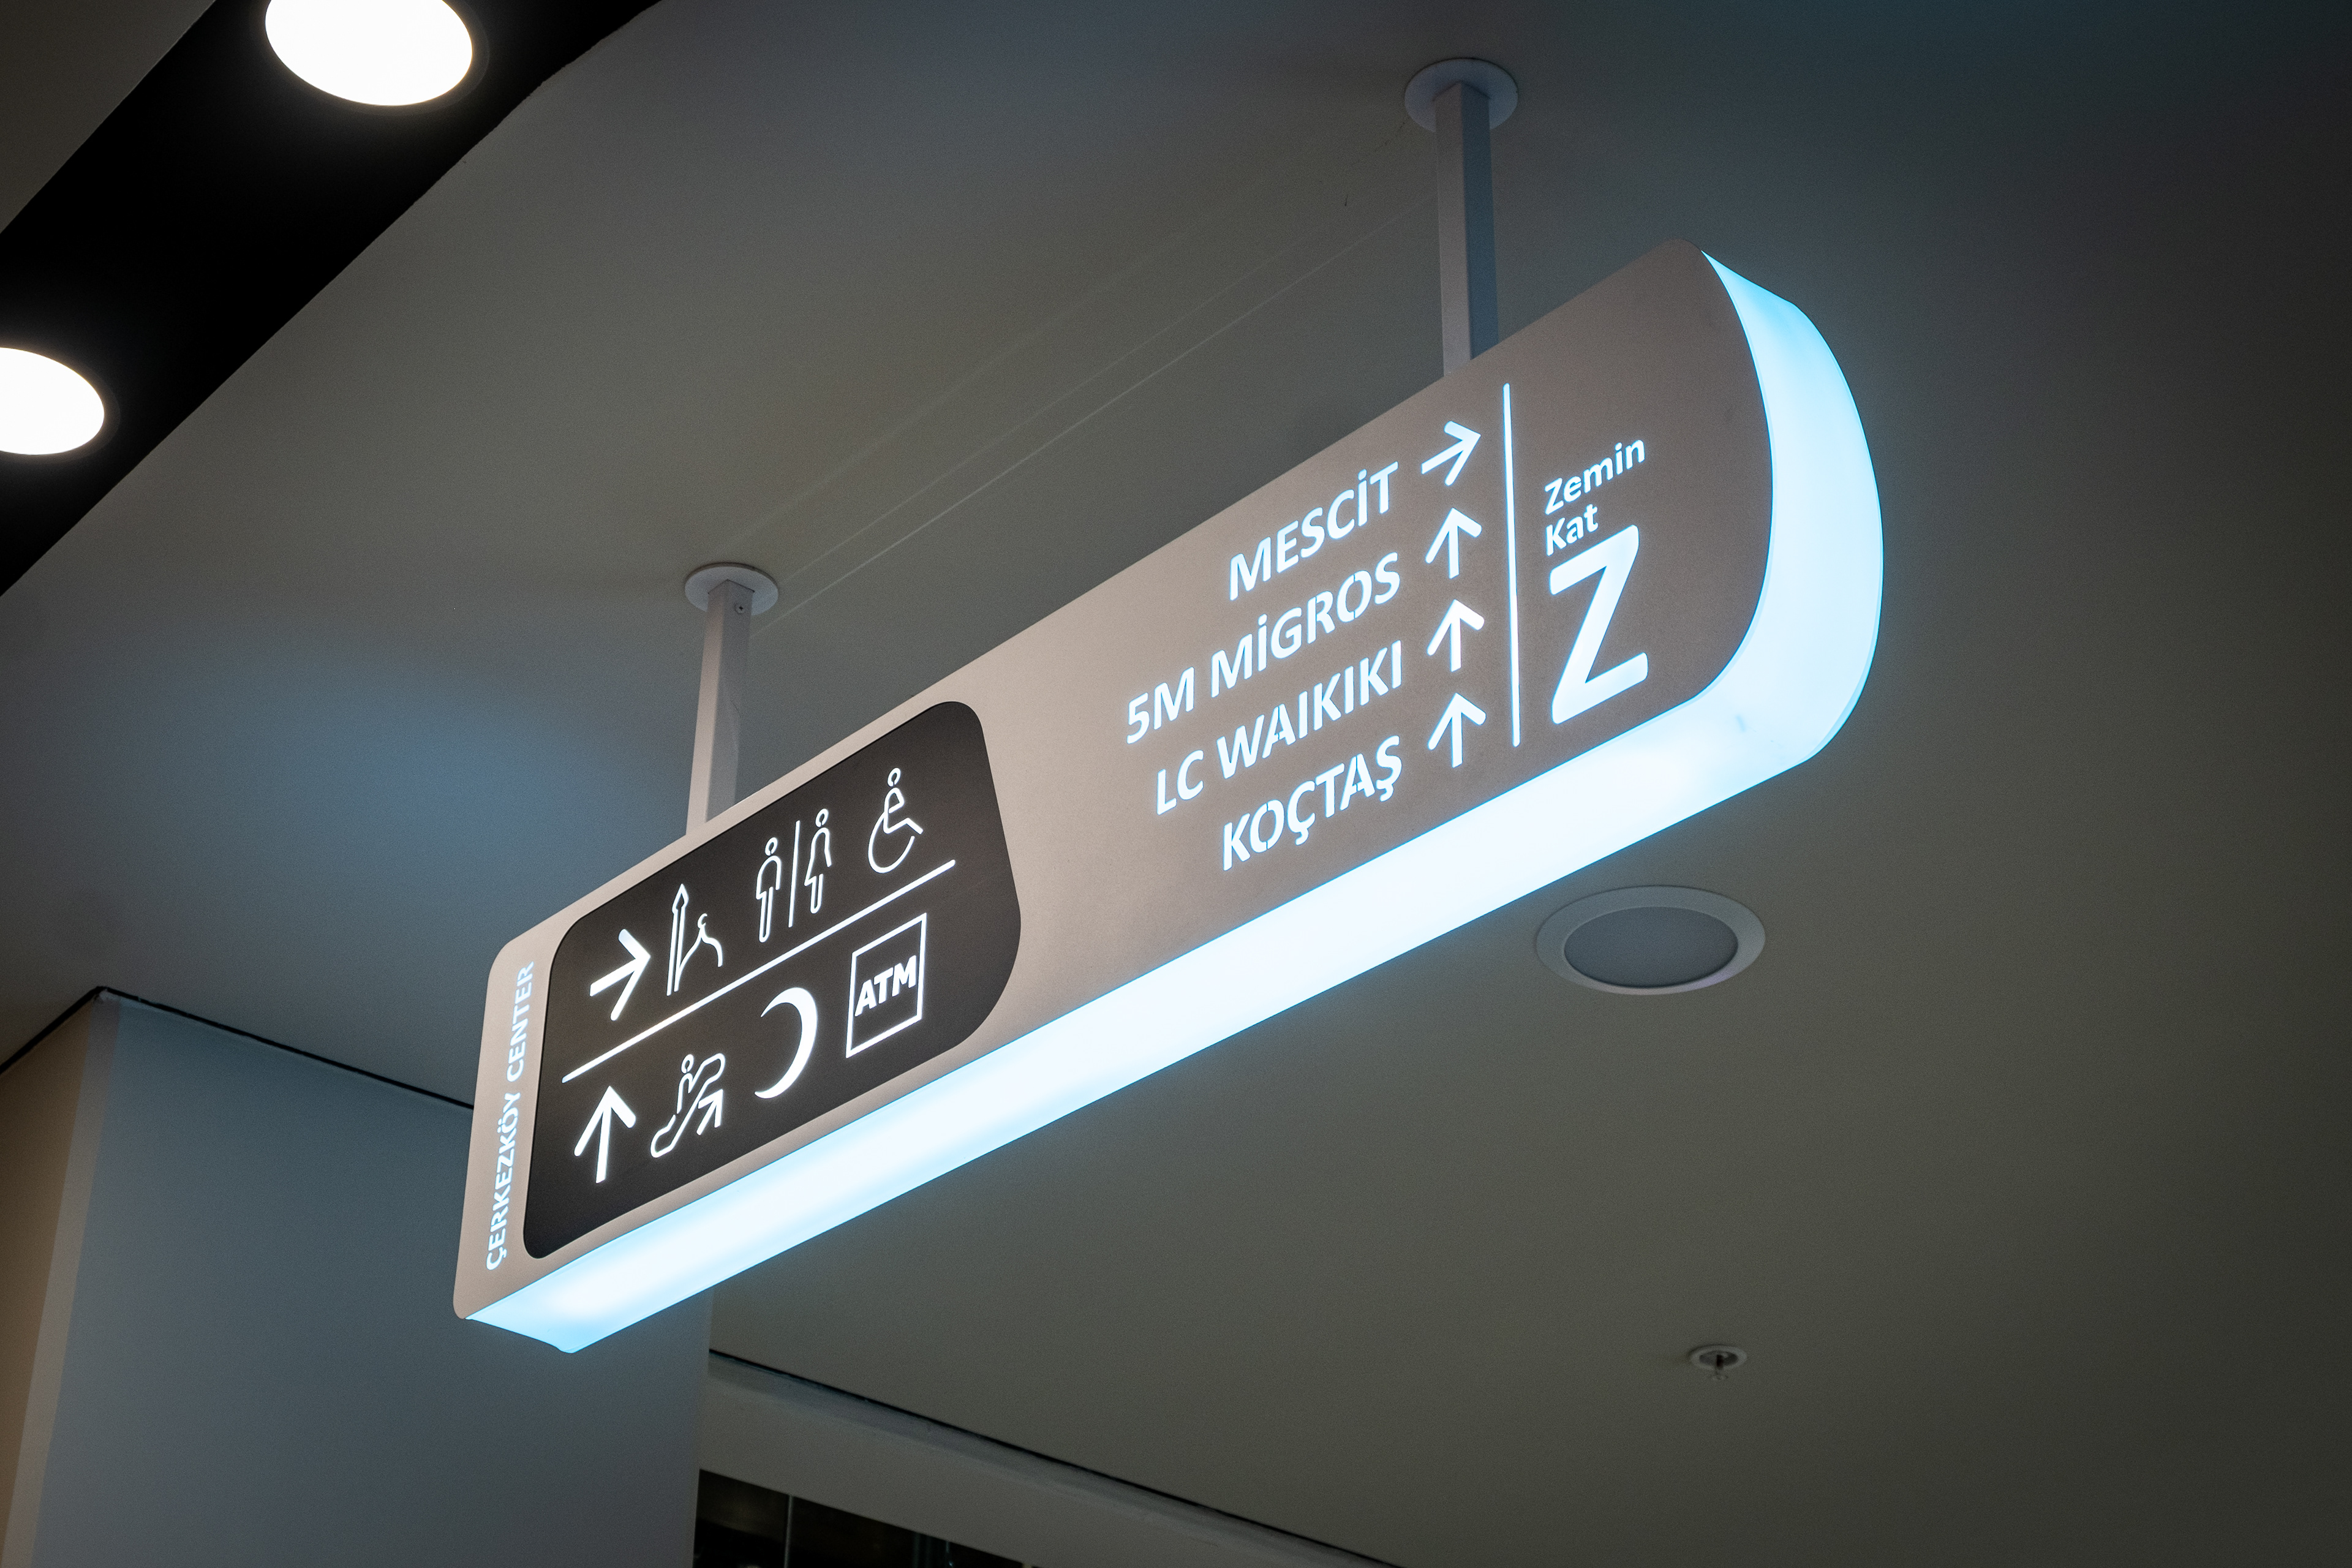 ÇERKEZKÖY CENTER
ATM
MESCİT
5M MİGROS
LC WAIKIKI
KOÇTAŞ
Zemin
Kat
Z